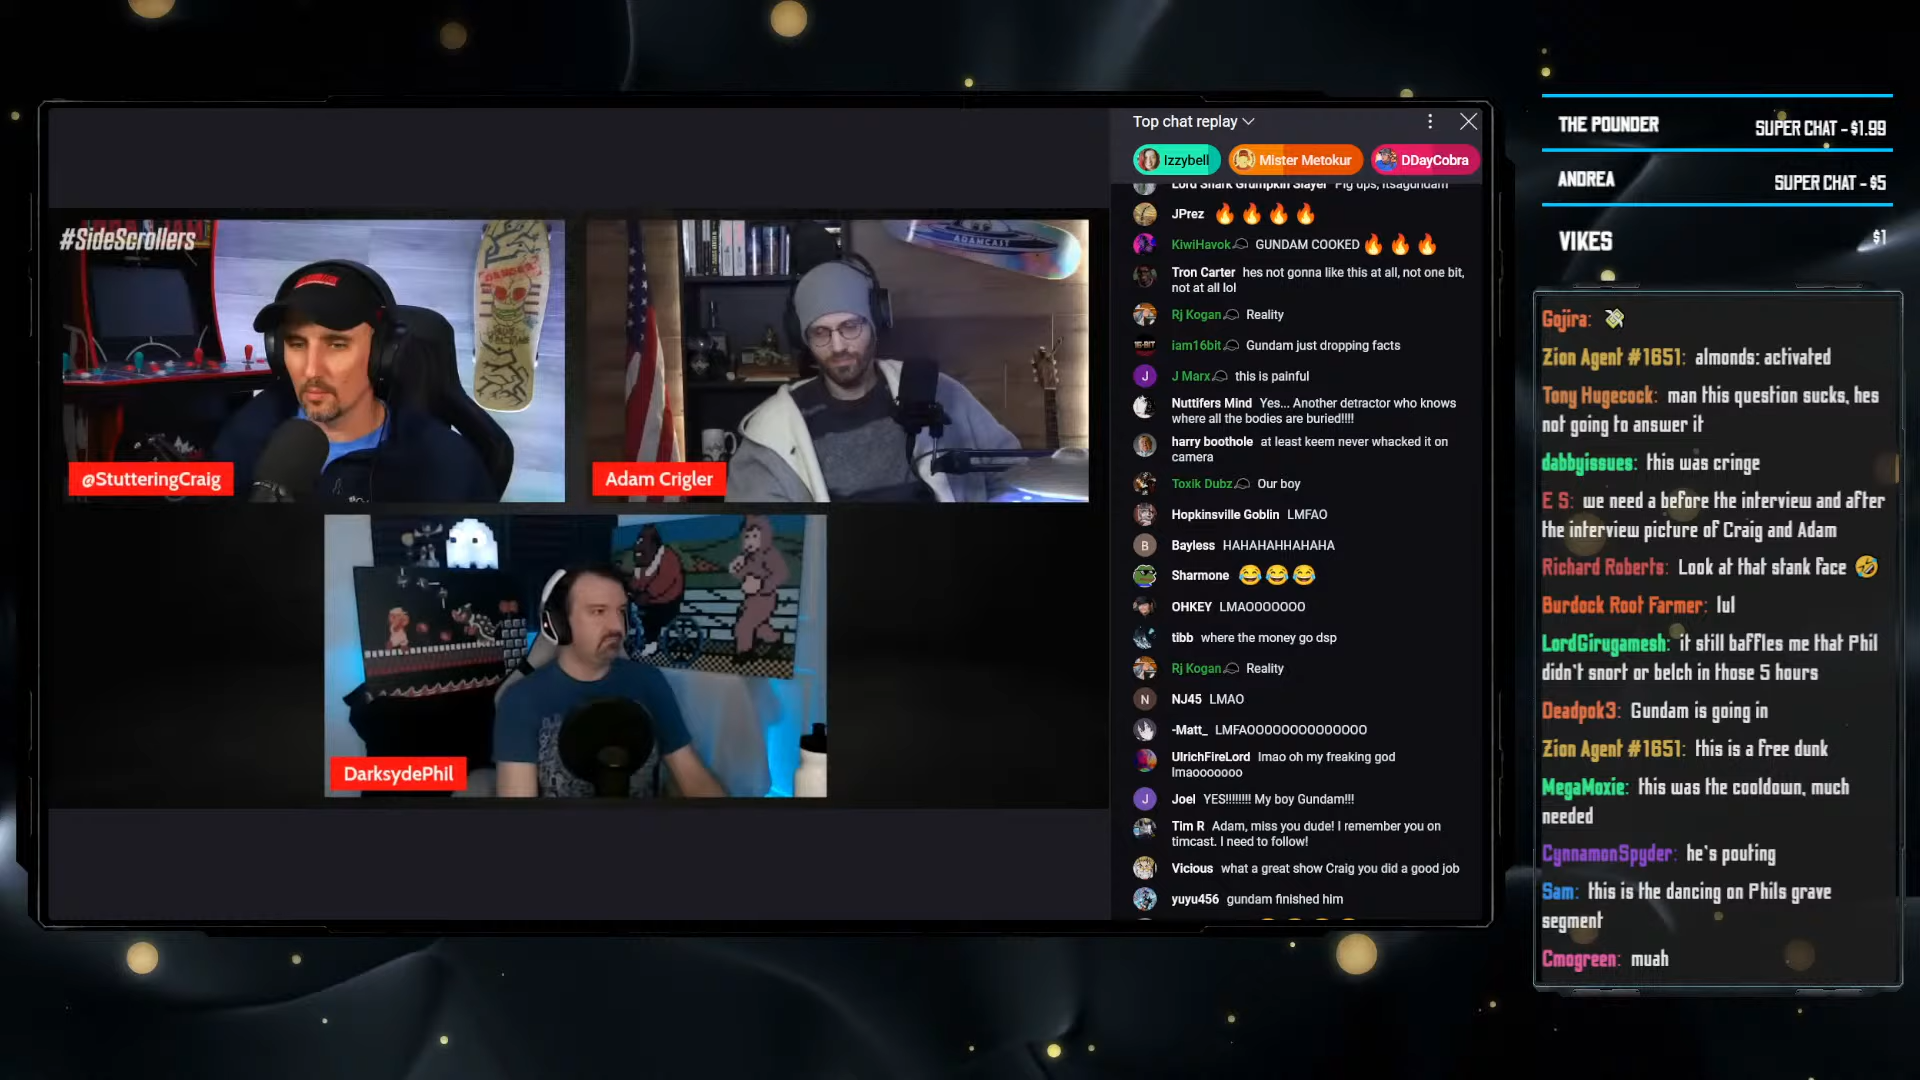 #SideScrollers
@StutteringCraig
ADAMCAST
Adam Crigler
DarksydePhil
Top chat replay
Izzybell
Mister Metokur
DDayCobra
Lord Shark Grumpkin Slayer Pig ups, itsagundam
JPrez 🔥 🔥 🔥 🔥
KiwiHavok GUNDAM COOKED 🔥 🔥 🔥
Tron Carter hes not gonna like this at all, not one bit,
not at all lol
Rj Kogan Reality
iam16bit Gundam just dropping facts
J Marx this is painful
Nuttifers Mind Yes... Another detractor who knows
where all the bodies are buried!!!!
harry boothole at least keem never whacked it on
camera
Toxik Dubz Our boy
Hopkinsville Goblin LMFAO
Bayless HAHAHAHHAHAHA
Sharmone 😂 😂 😂
OHKEY LMAOOOOOOO
tibb where the money go dsp
Rj Kogan Reality
NJ45 LMAO
-Matt_ LMFAOOOOOOOOOOOOOO
UlrichFireLord lmao oh my freaking god
lmaooooooo
Joel YES!!!!!!!! My boy Gundam!!!
Tim R Adam, miss you dude! I remember you on
timcast. I need to follow!
Vicious what a great show Craig you did a good job
yuyu456 gundam finished him
THE POUNDER SUPER CHAT - $1.99
ANDREA SUPER CHAT - $5
VIKES $1
Gojira: 💸
Zion Agent #1651: almonds: activated
Tony Hugecock: man this question sucks, hes
not going to answer it
dabbyissues: this was cringe
E S: we need a before the interview and after
the interview picture of Craig and Adam
Richard Roberts: Look at that stank face 🤣
Burdock Root Farmer: lul
LordGirugamesh: it still baffles me that Phil
didn't snort or belch in those 5 hours
Deadpok3: Gundam is going in
Zion Agent #1651: this is a free dunk
MegaMoxie: this was the cooldown, much
needed
CynnamonSpyder: he's pouting
Sam: this is the dancing on Phils grave
segment
Cmogreen: muah